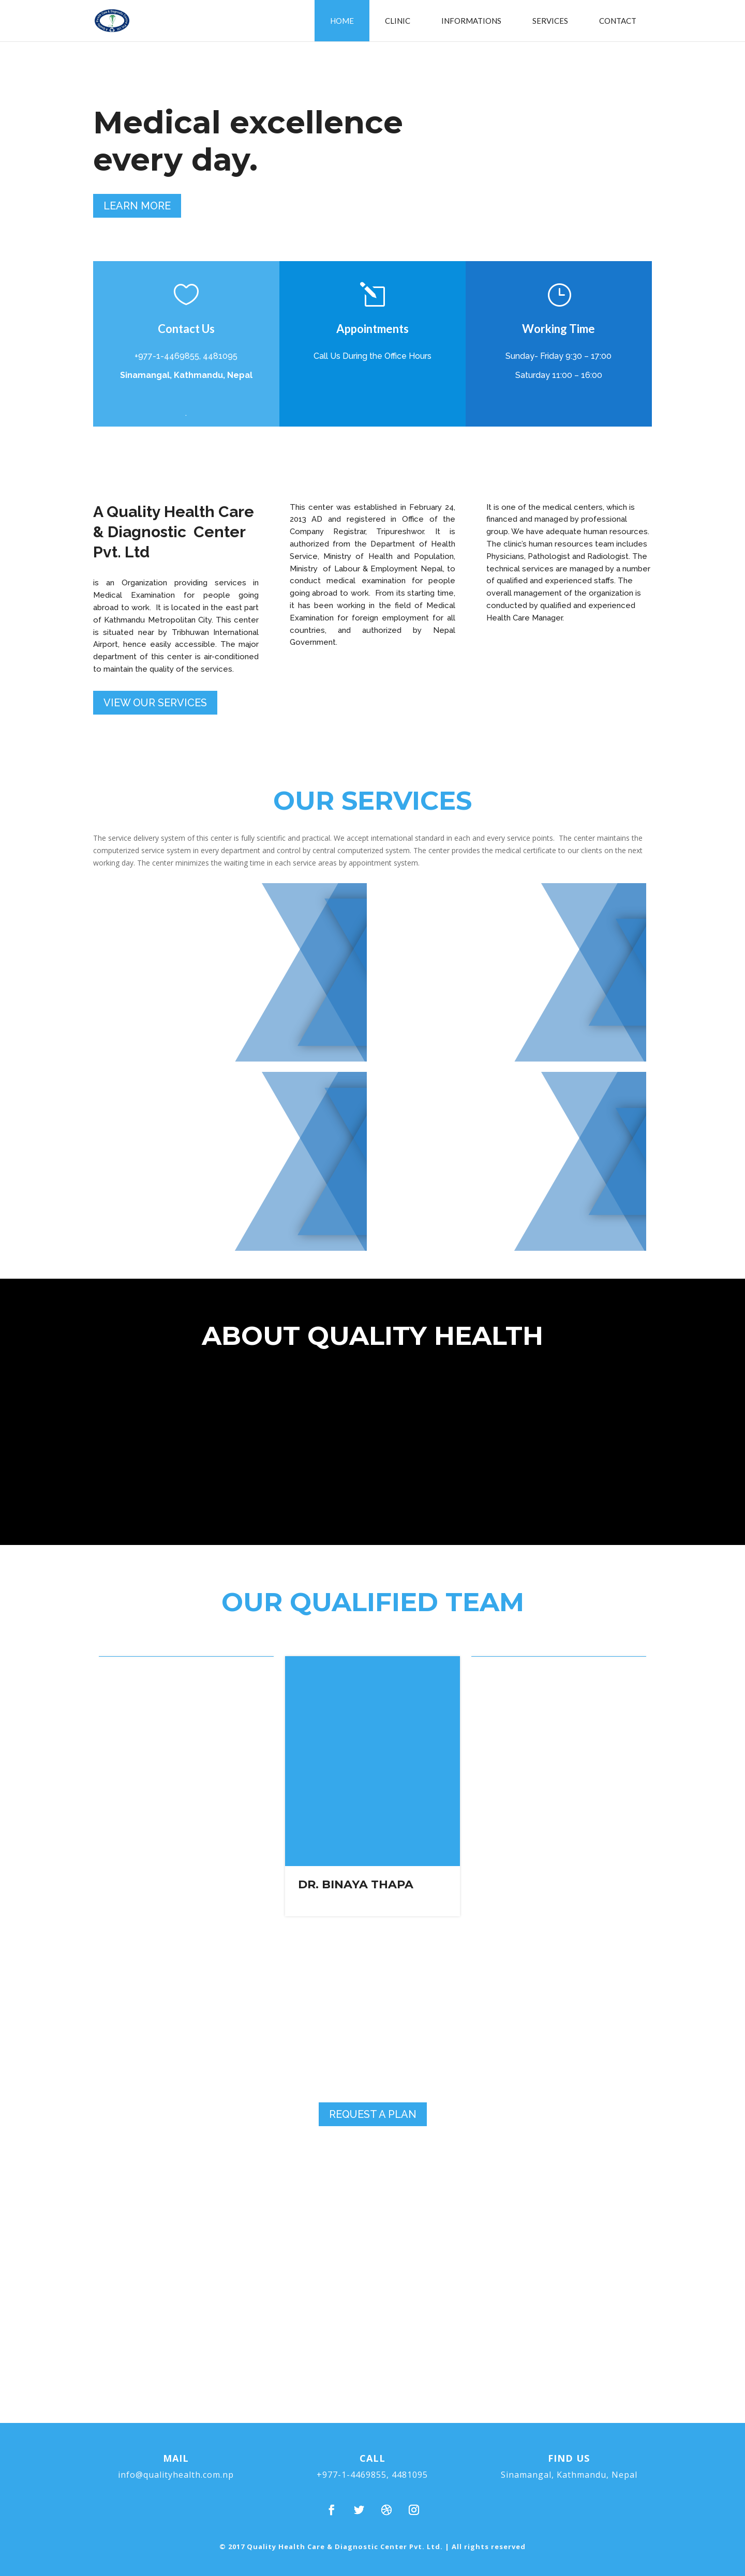 HOME
CLINIC
INFORMATIONS
SERVICES
CONTACT
Medical excellence
every day.
LEARN MORE
Contact Us
+977-1-4469855, 4481095
Sinamangal, Kathmandu, Nepal
.
Appointments
Call Us During the Office Hours
Working Time
Sunday- Friday 9:30 – 17:00
Saturday 11:00 – 16:00
A Quality Health Care
& Diagnostic Center
Pvt. Ltd
is an Organization providing services in
Medical Examination for people going
abroad to work. It is located in the east part
of Kathmandu Metropolitan City. This center
is situated near by Tribhuwan International
Airport, hence easily accessible. The major
department of this center is air-conditioned
to maintain the quality of the services.
VIEW OUR SERVICES
This center was established in February 24,
2013 AD and registered in Office of the
Company Registrar, Tripureshwor. It is
authorized from the Department of Health
Service, Ministry of Health and Population,
Ministry of Labour & Employment Nepal, to
conduct medical examination for people
going abroad to work. From its starting time,
it has been working in the field of Medical
Examination for foreign employment for all
countries, and authorized by Nepal
Government.
It is one of the medical centers, which is
financed and managed by professional
group. We have adequate human resources.
The clinic's human resources team includes
Physicians, Pathologist and Radiologist. The
technical services are managed by a number
of qualified and experienced staffs. The
overall management of the organization is
conducted by qualified and experienced
Health Care Manager.
OUR SERVICES
The service delivery system of this center is fully scientific and practical. We accept international standard in each and every service points. The center maintains the
computerized service system in every department and control by central computerized system. The center provides the medical certificate to our clients on the next
working day. The center minimizes the waiting time in each service areas by appointment system.
ABOUT QUALITY HEALTH
OUR QUALIFIED TEAM
DR. BINAYA THAPA
REQUEST A PLAN
MAIL
info@qualityhealth.com.np
CALL
+977-1-4469855, 4481095
FIND US
Sinamangal, Kathmandu, Nepal
© 2017 Quality Health Care & Diagnostic Center Pvt. Ltd. | All rights reserved